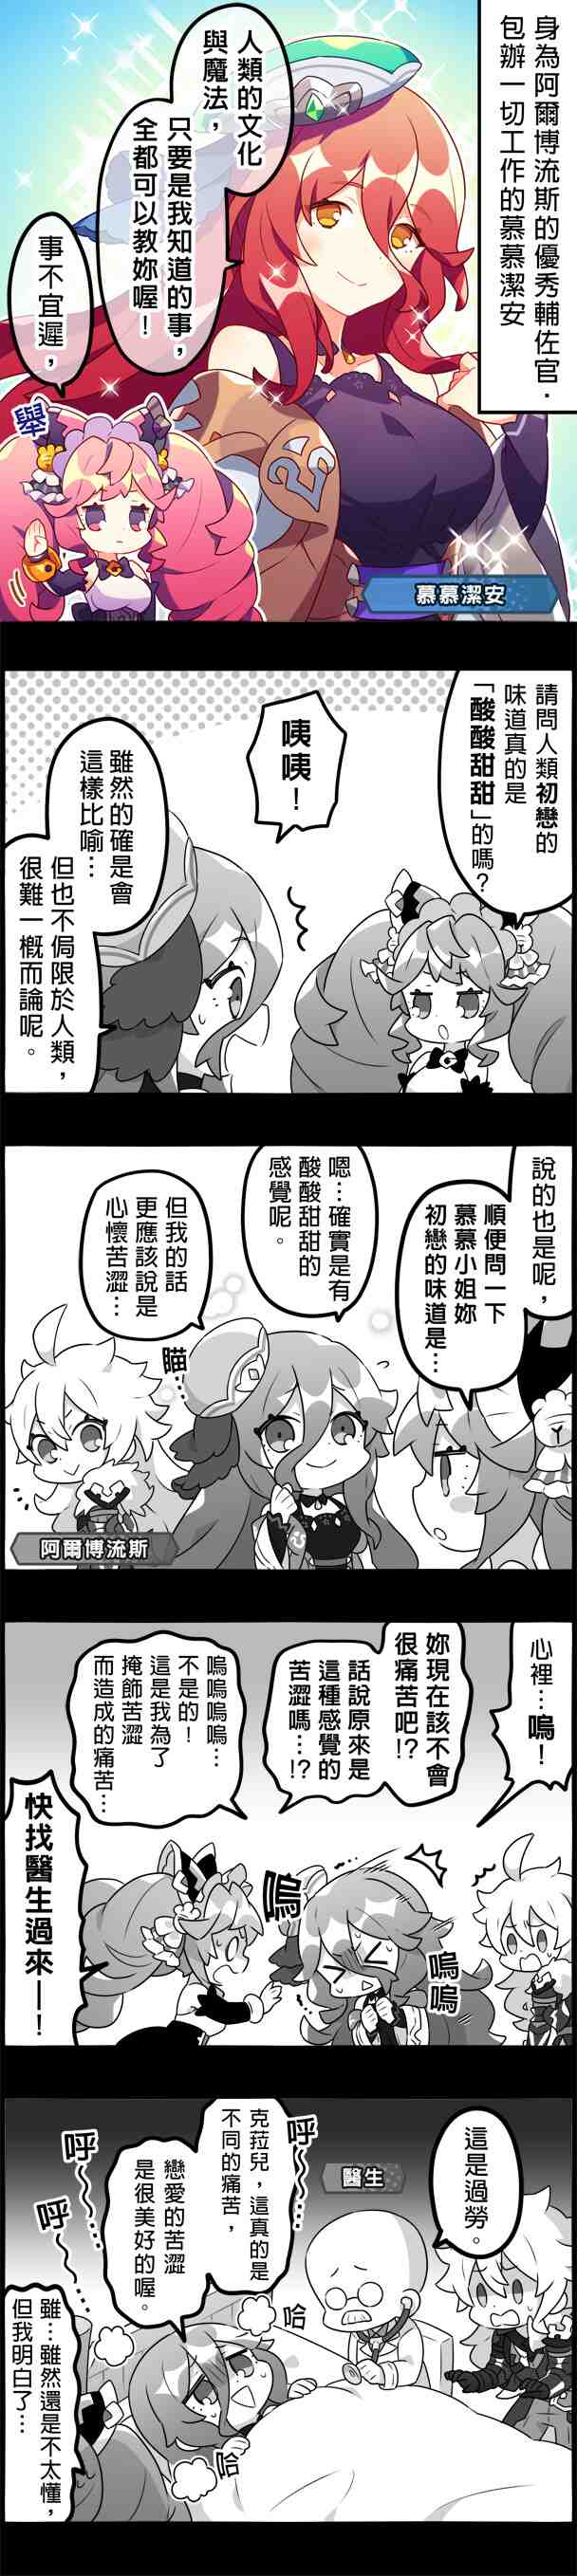 身為阿爾博流斯的優秀輔佐官．
包辦一切工作的慕慕潔安
人類的文化
與魔法，
只要是我知道的事，
全都可以教妳喔！
事不宜遲，
舉
慕慕潔安
請問人類初戀的
味道真的是
「酸酸甜甜」的嗎？
咦咦！
雖然的確是會
這樣比喻…
但也不侷限於人類，
很難一概而論呢。
說的也是呢，
順便問一下
慕慕小姐妳
初戀的味道是…
嗯…確實是有
酸酸甜甜的
感覺呢。
但我的話
更應該說是
心懷苦澀…
瞄…
阿爾博流斯
心裡…嗚！
妳現在該不會
很痛苦吧!?
話說原來是
這種感覺的
苦澀嗎…!?
嗚嗚嗚嗚…
不是的！
這是我為了
掩飾苦澀
而造成的痛苦…
快找醫生過來—！
嗚
嗚嗚
這是過勞。
醫生
呼～…
克菈兒，這真的是
不同的痛苦，
戀愛的苦澀
是很美好的喔。
呼～…
呼～…
哈
哈
雖…雖然還是不太懂，
但我明白了…